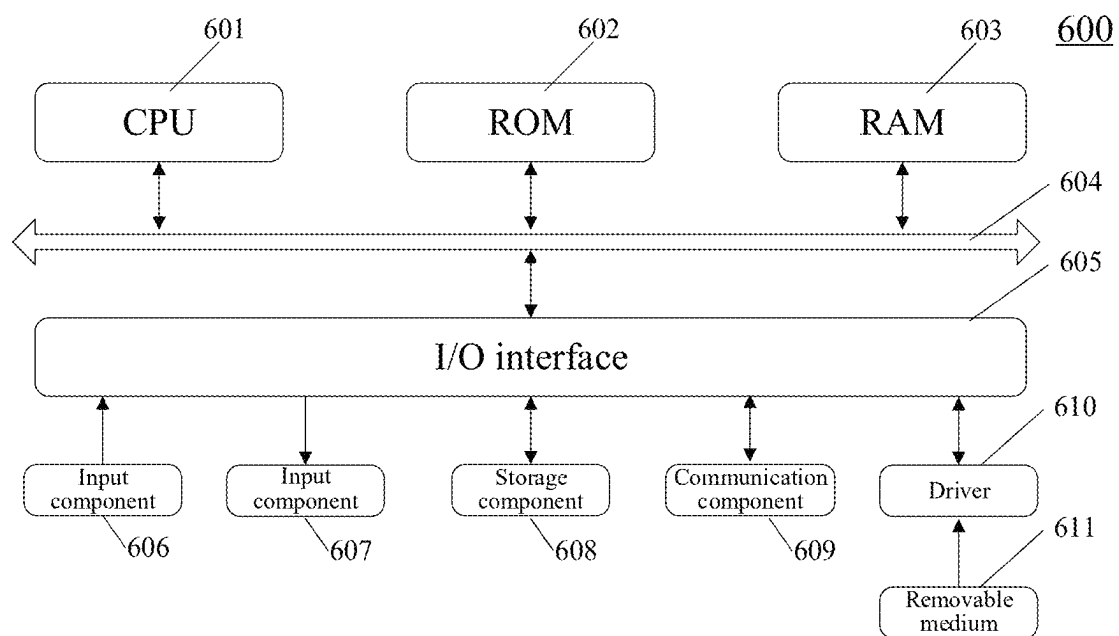 601
602
603
600
CPU
ROM
RAM
604
605
I/O interface
610
Input
component
Input
component
Storage
component
Communication
component
Driver
606
607
608
609
611
Removable
medium